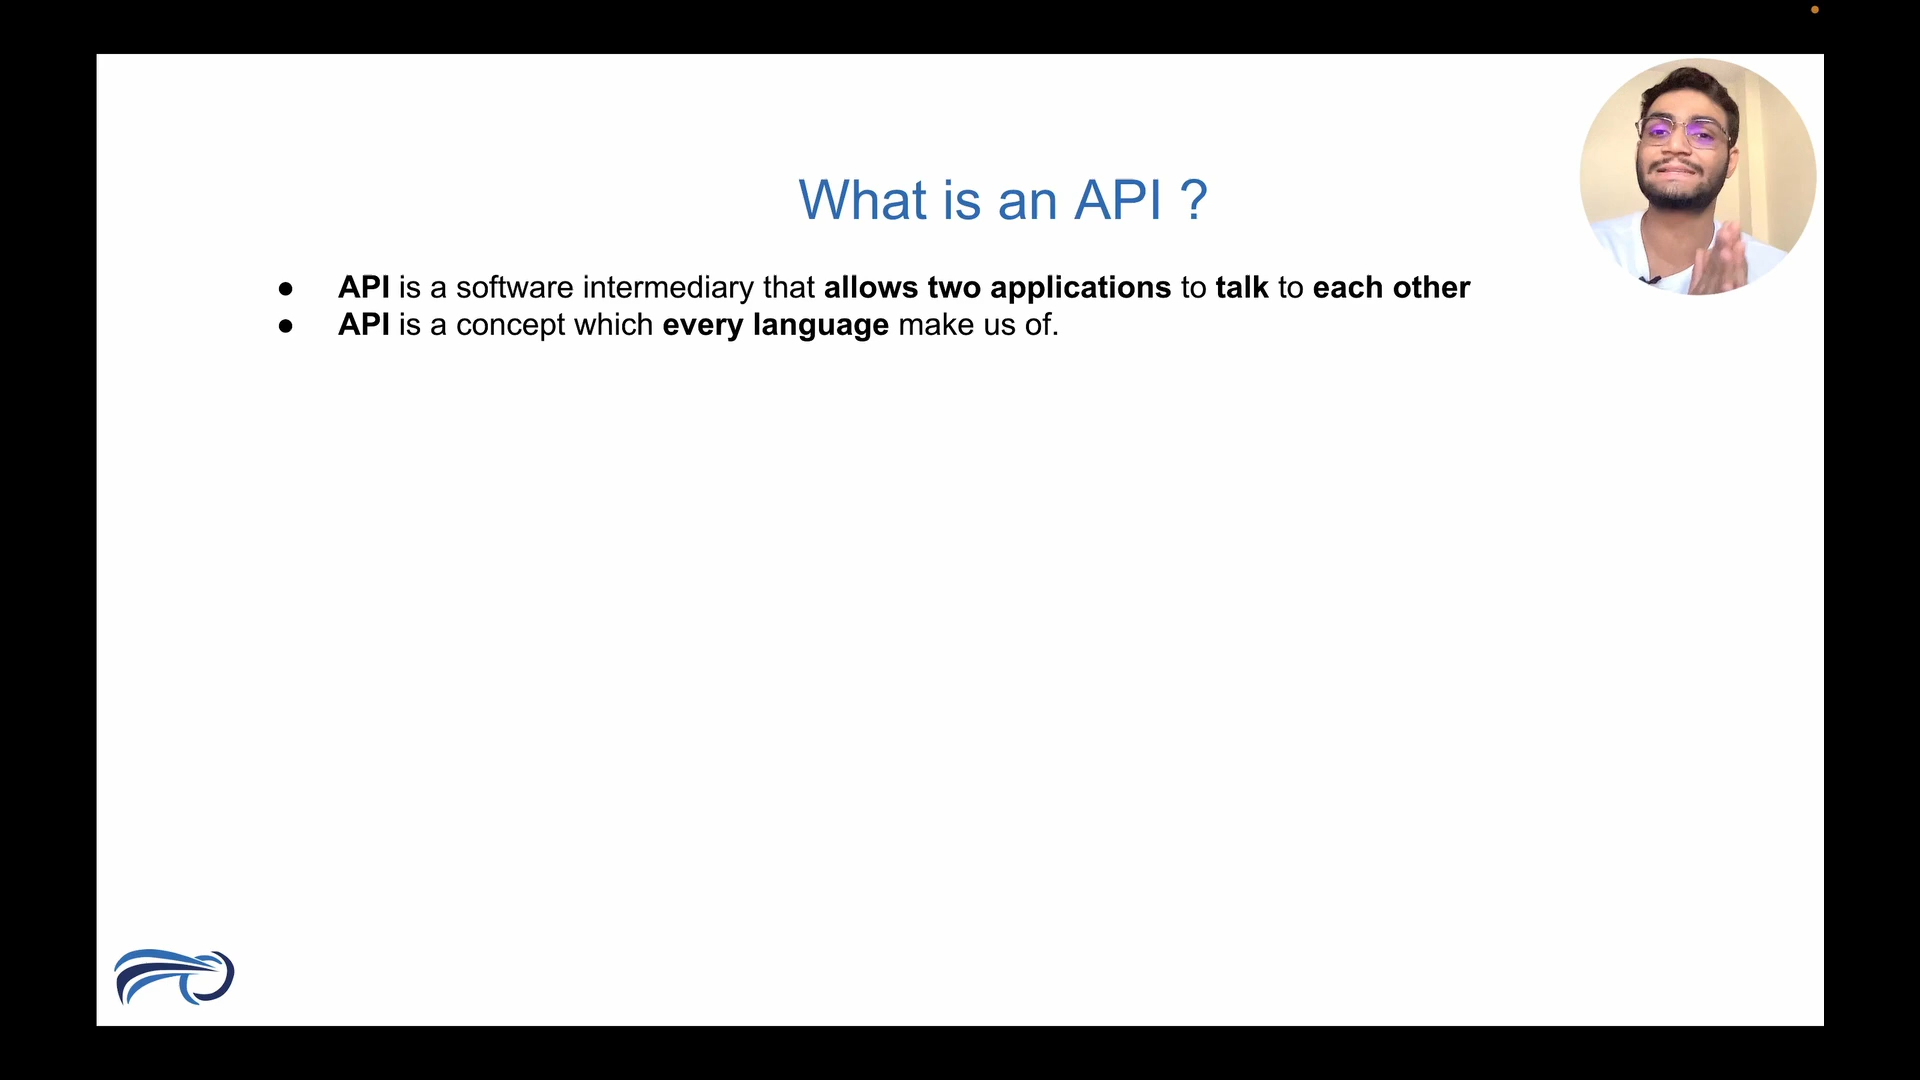 What is an API ?
● API is a software intermediary that allows two applications to talk to each other
● API is a concept which every language make us of.